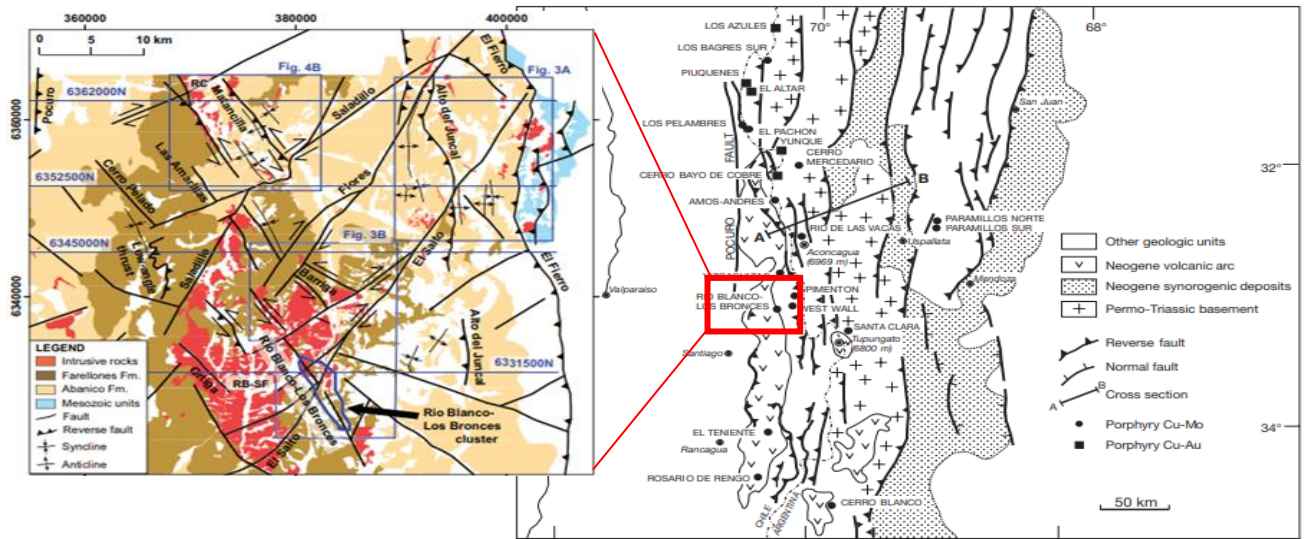 360000
380000
400000
0
5
10 km
6360000
6340000
Fig. 4B
Fig. 3A
Fig. 3B
6362000N
6352500N
6345000N
6331500N
RC
Matancilla
Pocuro
El Fierro
Saladillo
Alto del Juncal
Las Amarillas
Cerro Pelado
Flores
Low-angle
thrust
Saladillo
El Salto
Barriga
El Fierro
Rio Blanco-Los Bronces
Alto del Juncal
RB-SF
El Salto
Rio Blanco-
Los Bronces
cluster
LEGEND
Intrusive rocks
Farellones Fm.
Abanico Fm.
Mesozoic units
Fault
Reverse fault
Syncline
Anticline
70°
68°
32°
34°
LOS AZULES
LOS BAGRES SUR
PIUQUENES
EL ALTAR
LOS PELAMBRES
EL PACHON
YUNQUE
FAULT
CERRO
MERCEDARIO
CERRO BAYO DE COBRE
AMOS-ANDRES
A
B
POCURO
RIO DE LAS VACAS
Aconcagua
(6969 m)
San Juan
PARAMILLOS NORTE
PARAMILLOS SUR
Uspallata
Mendoza
Valparaiso
RIO BLANCO-
LOS BRONCES
PIMENTON
WEST WALL
SANTA CLARA
Tupungato
(6800 m)
Santiago
EL TENIENTE
Rancagua
ROSARIO DE RENGO
CERRO BLANCO
CHILE
ARGENTINA
Other geologic units
Neogene volcanic arc
Neogene synorogenic deposits
Permo-Triassic basement
Reverse fault
Normal fault
A B Cross section
Porphyry Cu-Mo
Porphyry Cu-Au
50 km